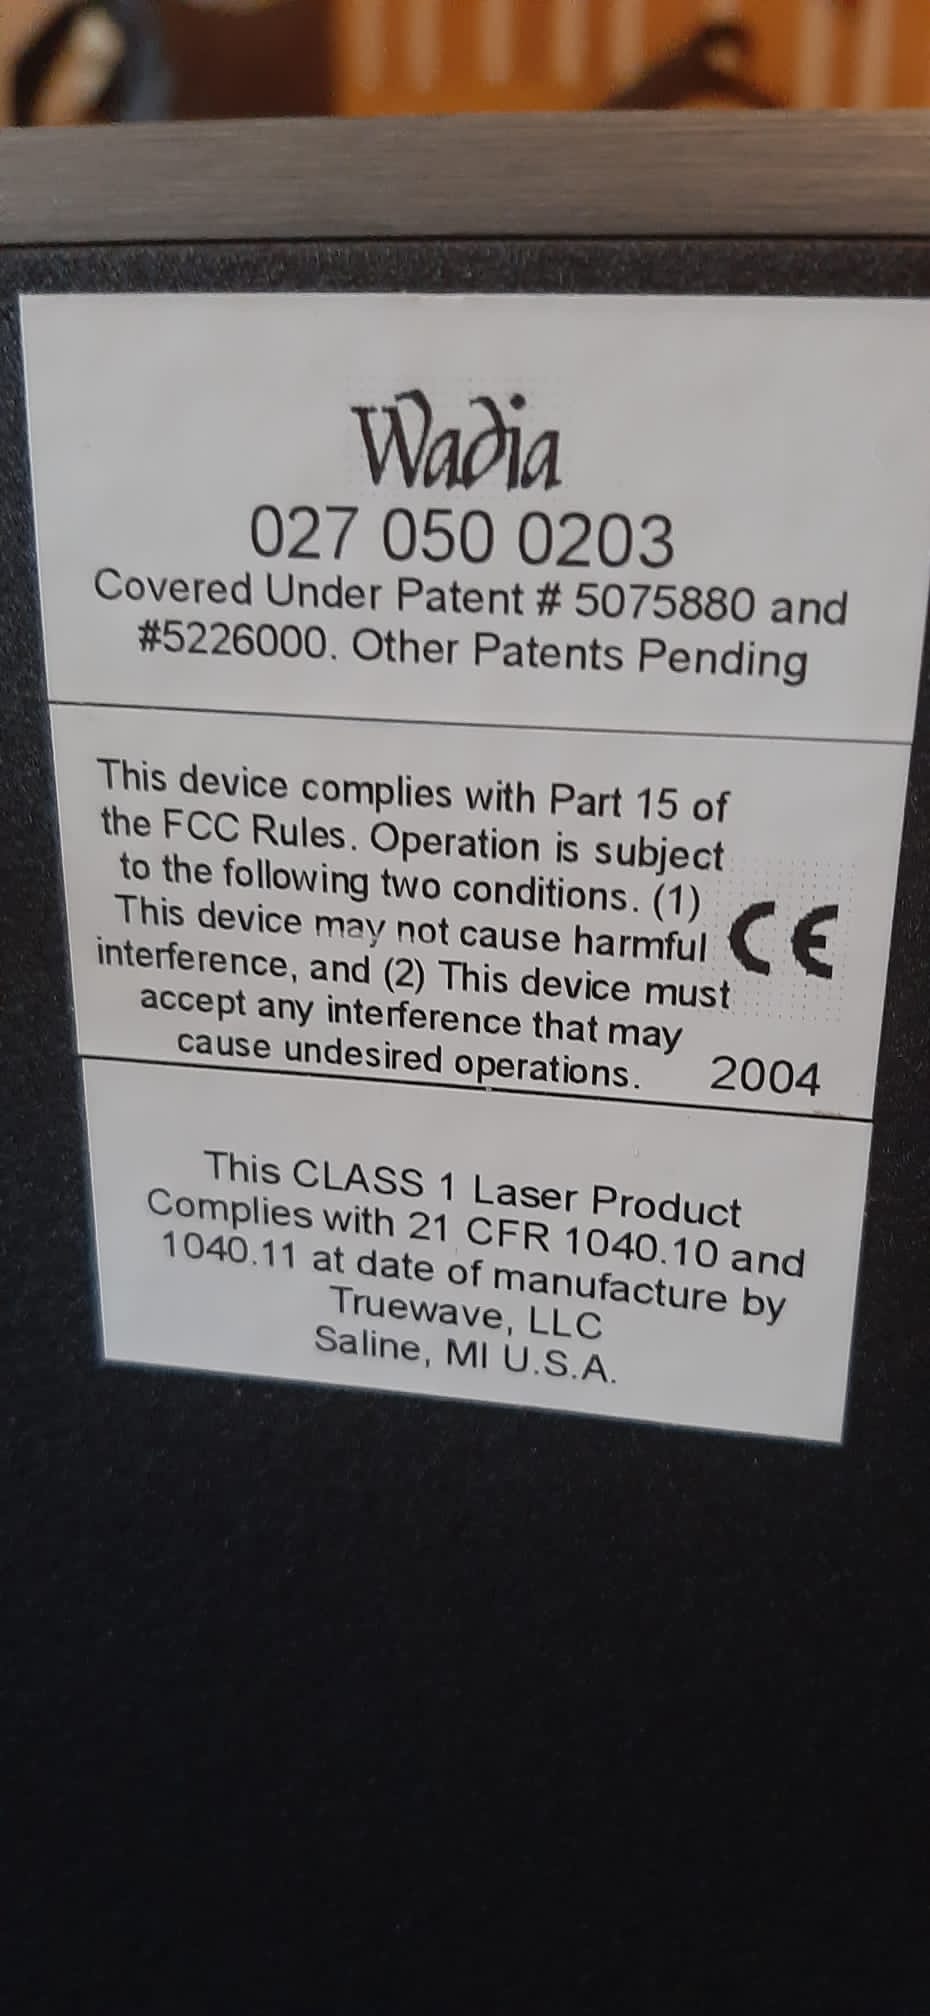 Wadia
027 050 0203
Covered Under Patent # 5075880 and
#5226000. Other Patents Pending
This device complies with Part 15 of
the FCC Rules. Operation is subject
to the following two conditions. (1)
This device may not cause harmful
interference, and (2) This device must
accept any interference that may
cause undesired operations.
CE
2004
This CLASS 1 Laser Product
Complies with 21 CFR 1040.10 and
1040.11 at date of manufacture by
Truewave, LLC
Saline, MI U.S.A.